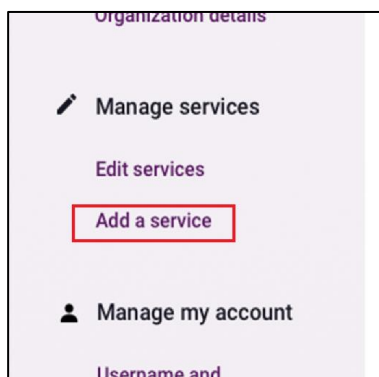 Organization details
Manage services
Edit services
Add a service
Manage my account
Username and